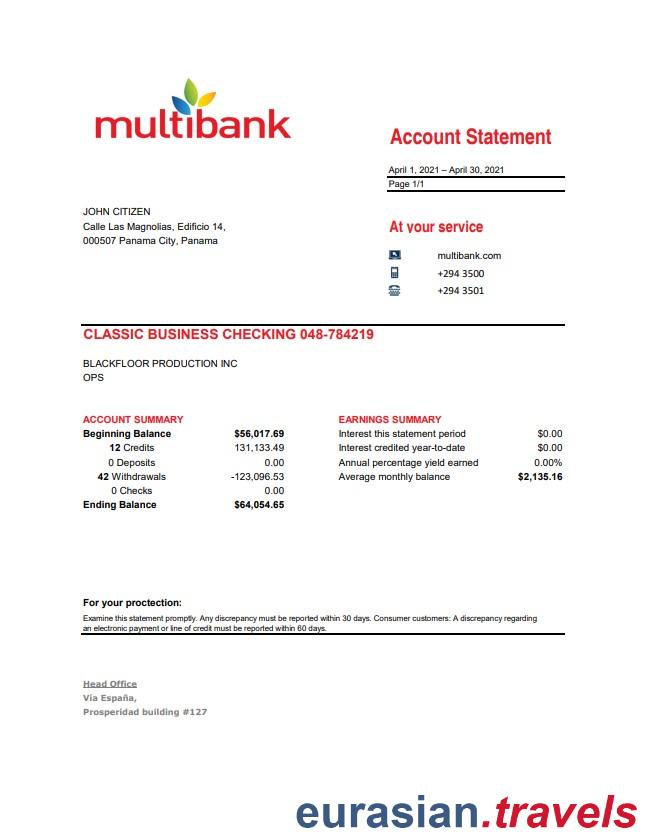 multibank
Account Statement
April 1, 2021 – April 30, 2021
Page 1/1
JOHN CITIZEN
Calle Las Magnolias, Edificio 14,
000507 Panama City, Panama
At your service
multibank.com
+294 3500
+294 3501
CLASSIC BUSINESS CHECKING 048-784219
BLACKFLOOR PRODUCTION INC
OPS
ACCOUNT SUMMARY
Beginning Balance $56,017.69
12 Credits 131,133.49
0 Deposits 0.00
42 Withdrawals -123,096.53
0 Checks 0.00
Ending Balance $64,054.65
EARNINGS SUMMARY
Interest this statement period $0.00
Interest credited year-to-date $0.00
Annual percentage yield earned 0.00%
Average monthly balance $2,135.16
For your proctection:
Examine this statement promptly. Any discrepancy must be reported within 30 days. Consumer customers: A discrepancy regarding
an electronic payment or line of credit must be reported within 60 days.
Head Office
Vía España,
Prosperidad building #127
eurasian.travels